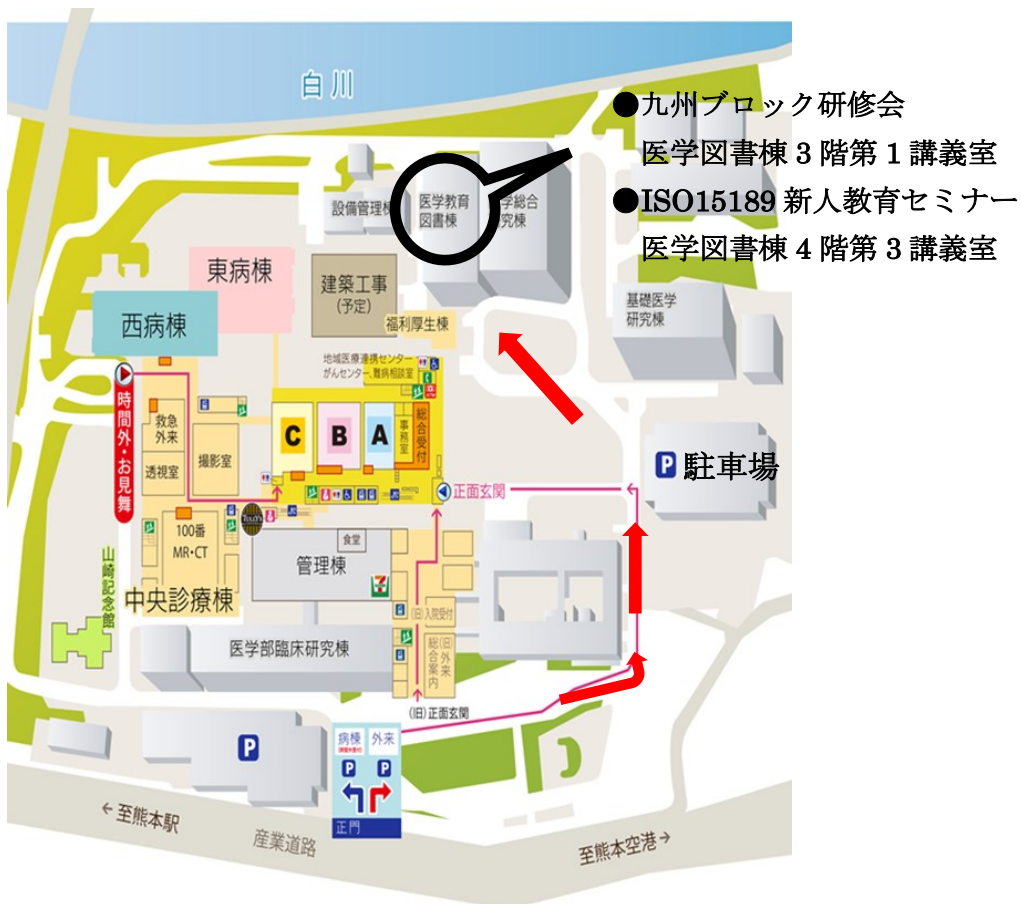 白川
●九州ブロック研修会
医学図書棟３階第１講義室
●ISO15189 新人教育セミナー
医学図書棟４階第３講義室
設備管理棟
医学教育
図書棟
学総合
究棟
東病棟
西病棟
建築工事
(予定)
福利厚生棟
基礎医学
研究棟
地域医療連携センター
がんセンター、難病相談室
時間外・お見舞
救急
外来
透視室
撮影室
C
B
A
事務室
総合受付
正面玄関
P 駐車場
TULLY'S
100番
MR・CT
中央診療棟
食堂
管理棟
山崎記念館
(旧)入院受付
医学部臨床研究棟
(旧)外来
総合案内
(旧)正面玄関
P
病棟
外来
P
P
正門
←至熊本駅
産業道路
至熊本空港→